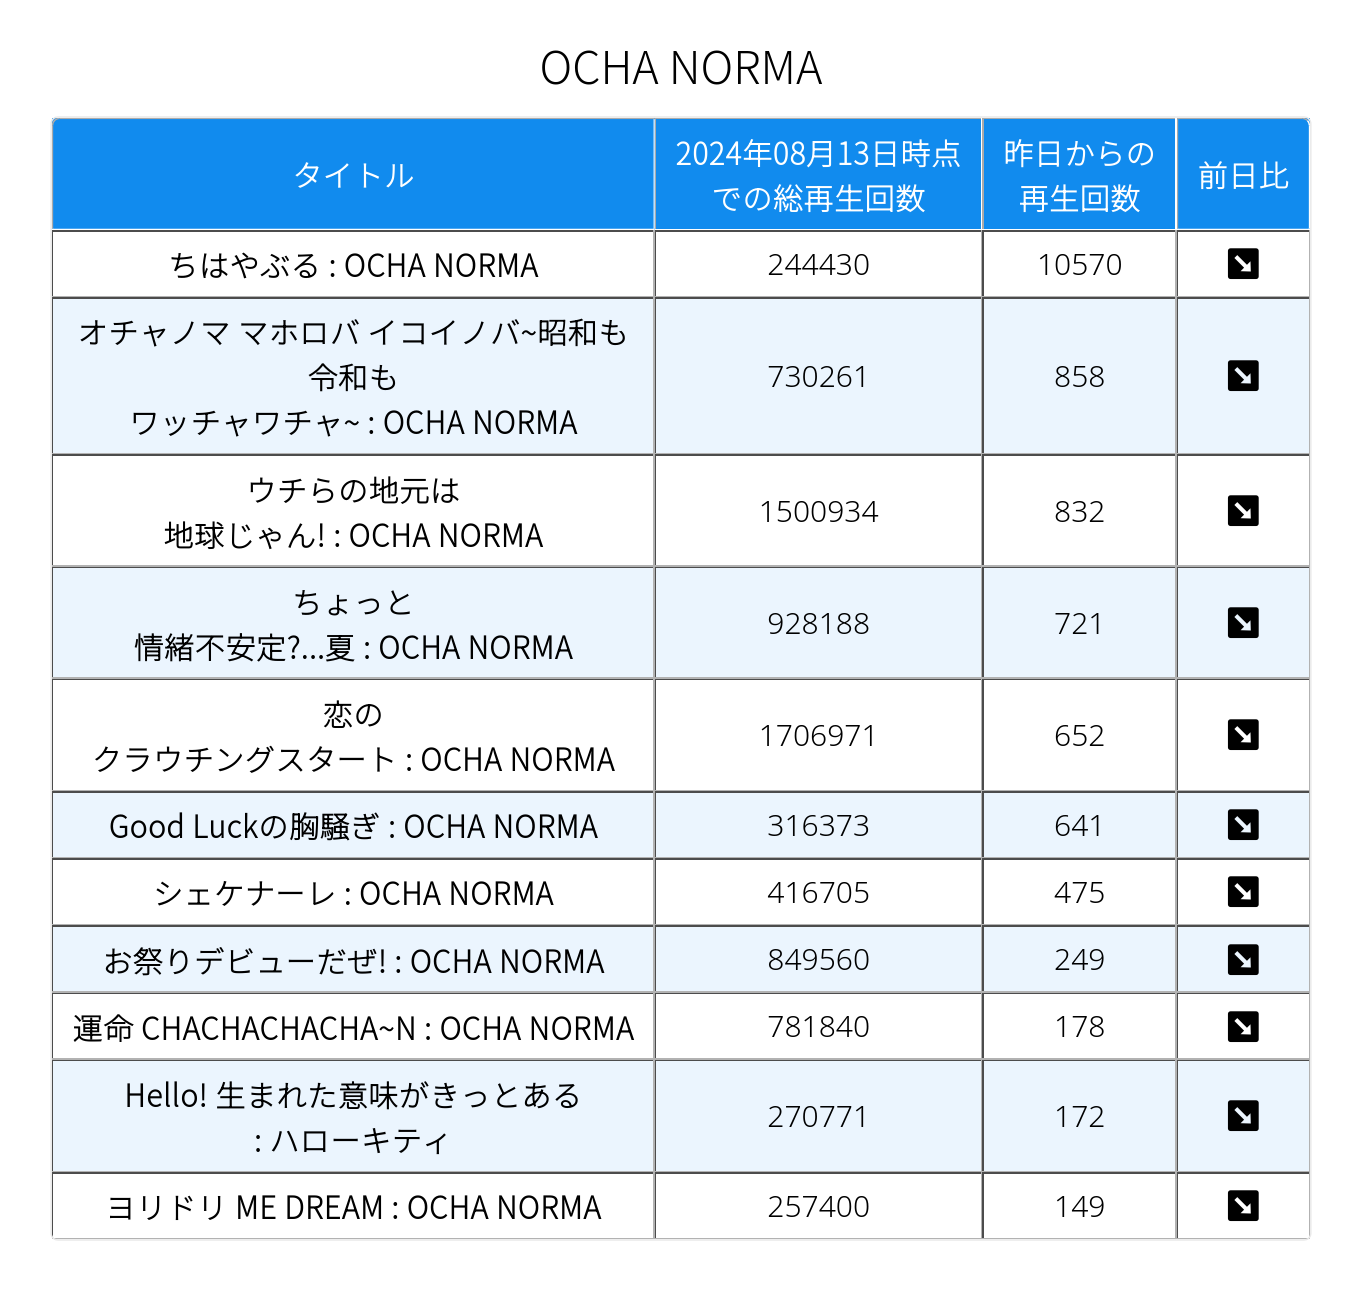 OCHA NORMA
タイトル
2024年08月13日時点
での総再生回数
昨日からの
再生回数
前日比
ちはやぶる : OCHA NORMA
244430
10570
オチャノマ マホロバ イコイノバ~昭和も
令和も
ワッチャワチャ~ : OCHA NORMA
730261
858
ウチらの地元は
地球じゃん! : OCHA NORMA
1500934
832
ちょっと
情緒不安定?...夏 : OCHA NORMA
928188
721
恋の
クラウチングスタート : OCHA NORMA
1706971
652
Good Luckの胸騒ぎ : OCHA NORMA
316373
641
シェケナーレ : OCHA NORMA
416705
475
お祭りデビューだぜ! : OCHA NORMA
849560
249
運命 CHACHACHACHA~N : OCHA NORMA
781840
178
Hello! 生まれた意味がきっとある
: ハローキティ
270771
172
ヨリドリ ME DREAM : OCHA NORMA
257400
149